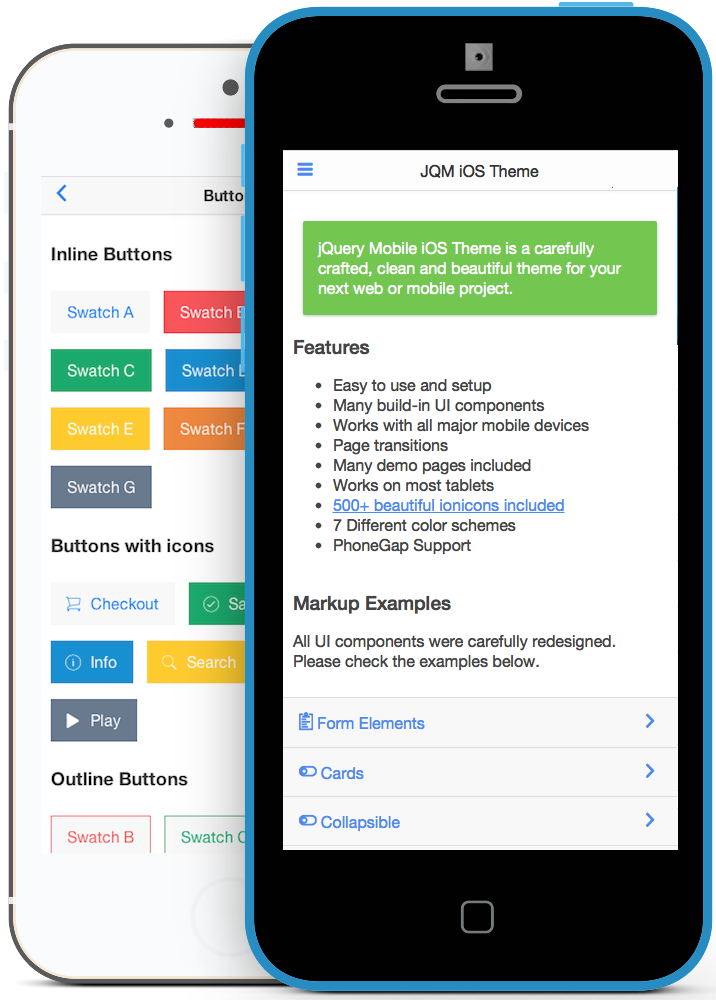 Butto
Inline Buttons
Swatch A
Swatch B
Swatch C
Swatch D
Swatch E
Swatch F
Swatch G
Buttons with icons
Checkout
Sa
Info
Search
Play
Outline Buttons
Swatch B
Swatch C
JQM iOS Theme
jQuery Mobile iOS Theme is a carefully
crafted, clean and beautiful theme for your
next web or mobile project.
Features
Easy to use and setup
Many build-in UI components
Works with all major mobile devices
Page transitions
Many demo pages included
Works on most tablets
500+ beautiful ionicons included
7 Different color schemes
PhoneGap Support
Markup Examples
All UI components were carefully redesigned.
Please check the examples below.
Form Elements
Cards
Collapsible